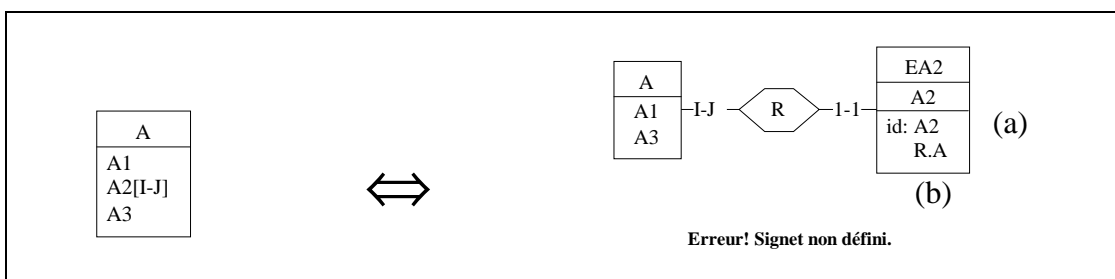 A
A1
A2[I-J]
A3
⇔
A
A1
A3
I-J
R
1-1
EA2
A2
id: A2
R.A
(a)
(b)
Erreur! Signet non défini.